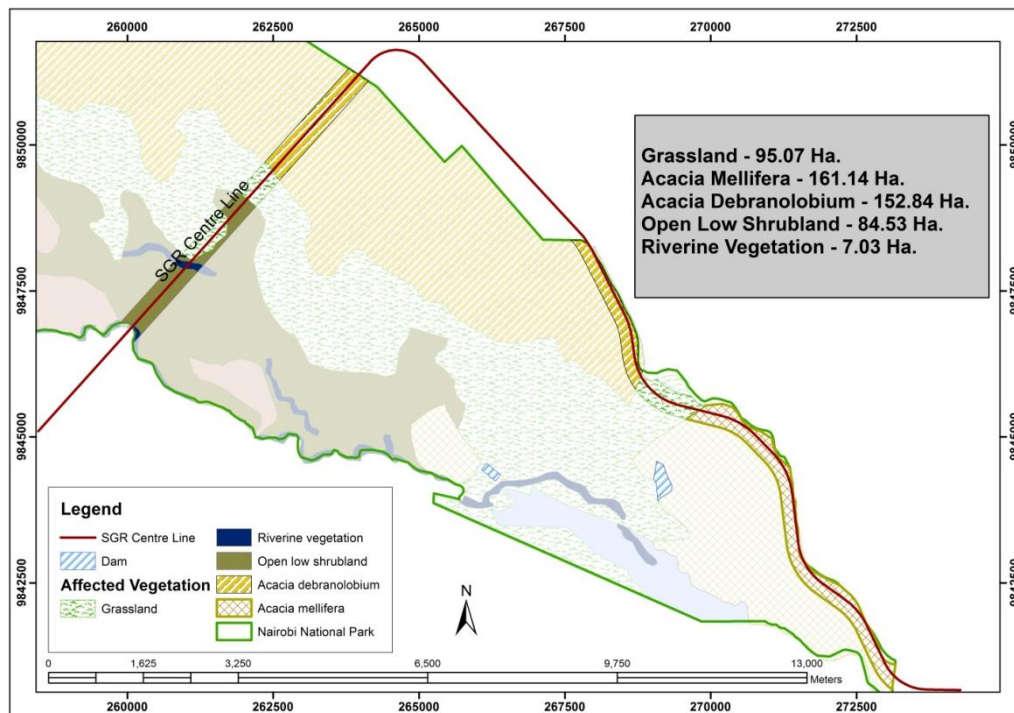 260000 262500 265000 267500 270000 272500
9850000
9847500
9845000
9842500
SGR Centre Line
Grassland - 95.07 Ha.
Acacia Mellifera - 161.14 Ha.
Acacia Debranolobium - 152.84 Ha.
Open Low Shrubland - 84.53 Ha.
Riverine Vegetation - 7.03 Ha.
9850000
9847500
9845000
9842500
Legend
SGR Centre Line
Dam
Affected Vegetation
Grassland
Riverine vegetation
Open low shrubland
Acacia debranolobium
Acacia mellifera
Nairobi National Park
N
0 1,625 3,250 6,500 9,750 13,000
Meters
260000 262500 265000 267500 270000 272500